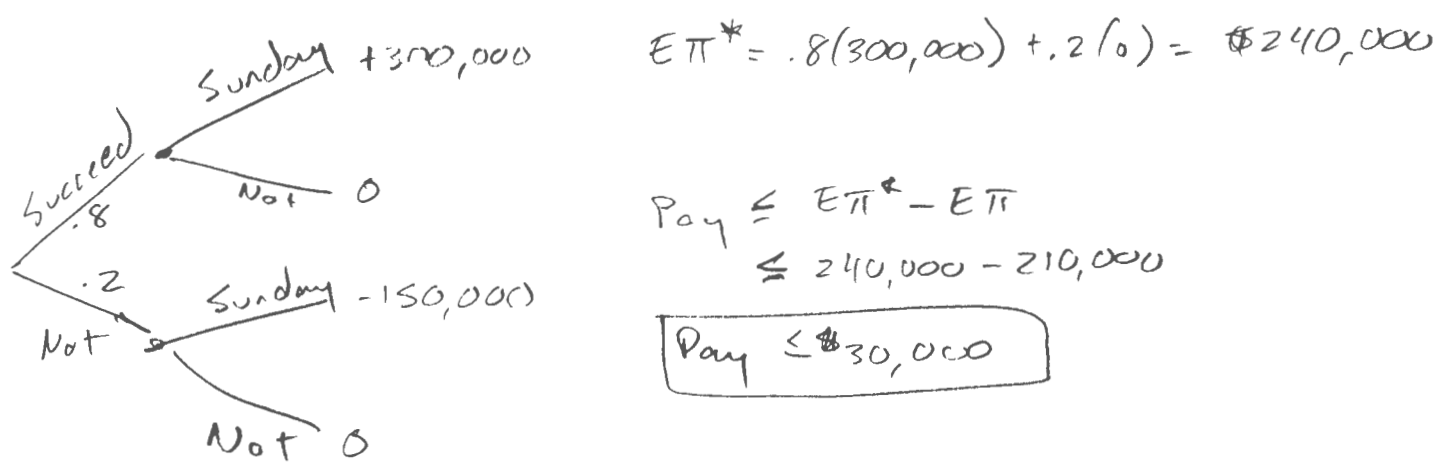 Sunday +300,000
Eπ* = .8(300,000) + .2(0) = $240,000
Succeed
.8
Not 0
Pay ≤ Eπ* - Eπ
≤ 240,000 - 210,000
.2
Not
Sunday -150,000
Pay ≤ $30,000
Not 0